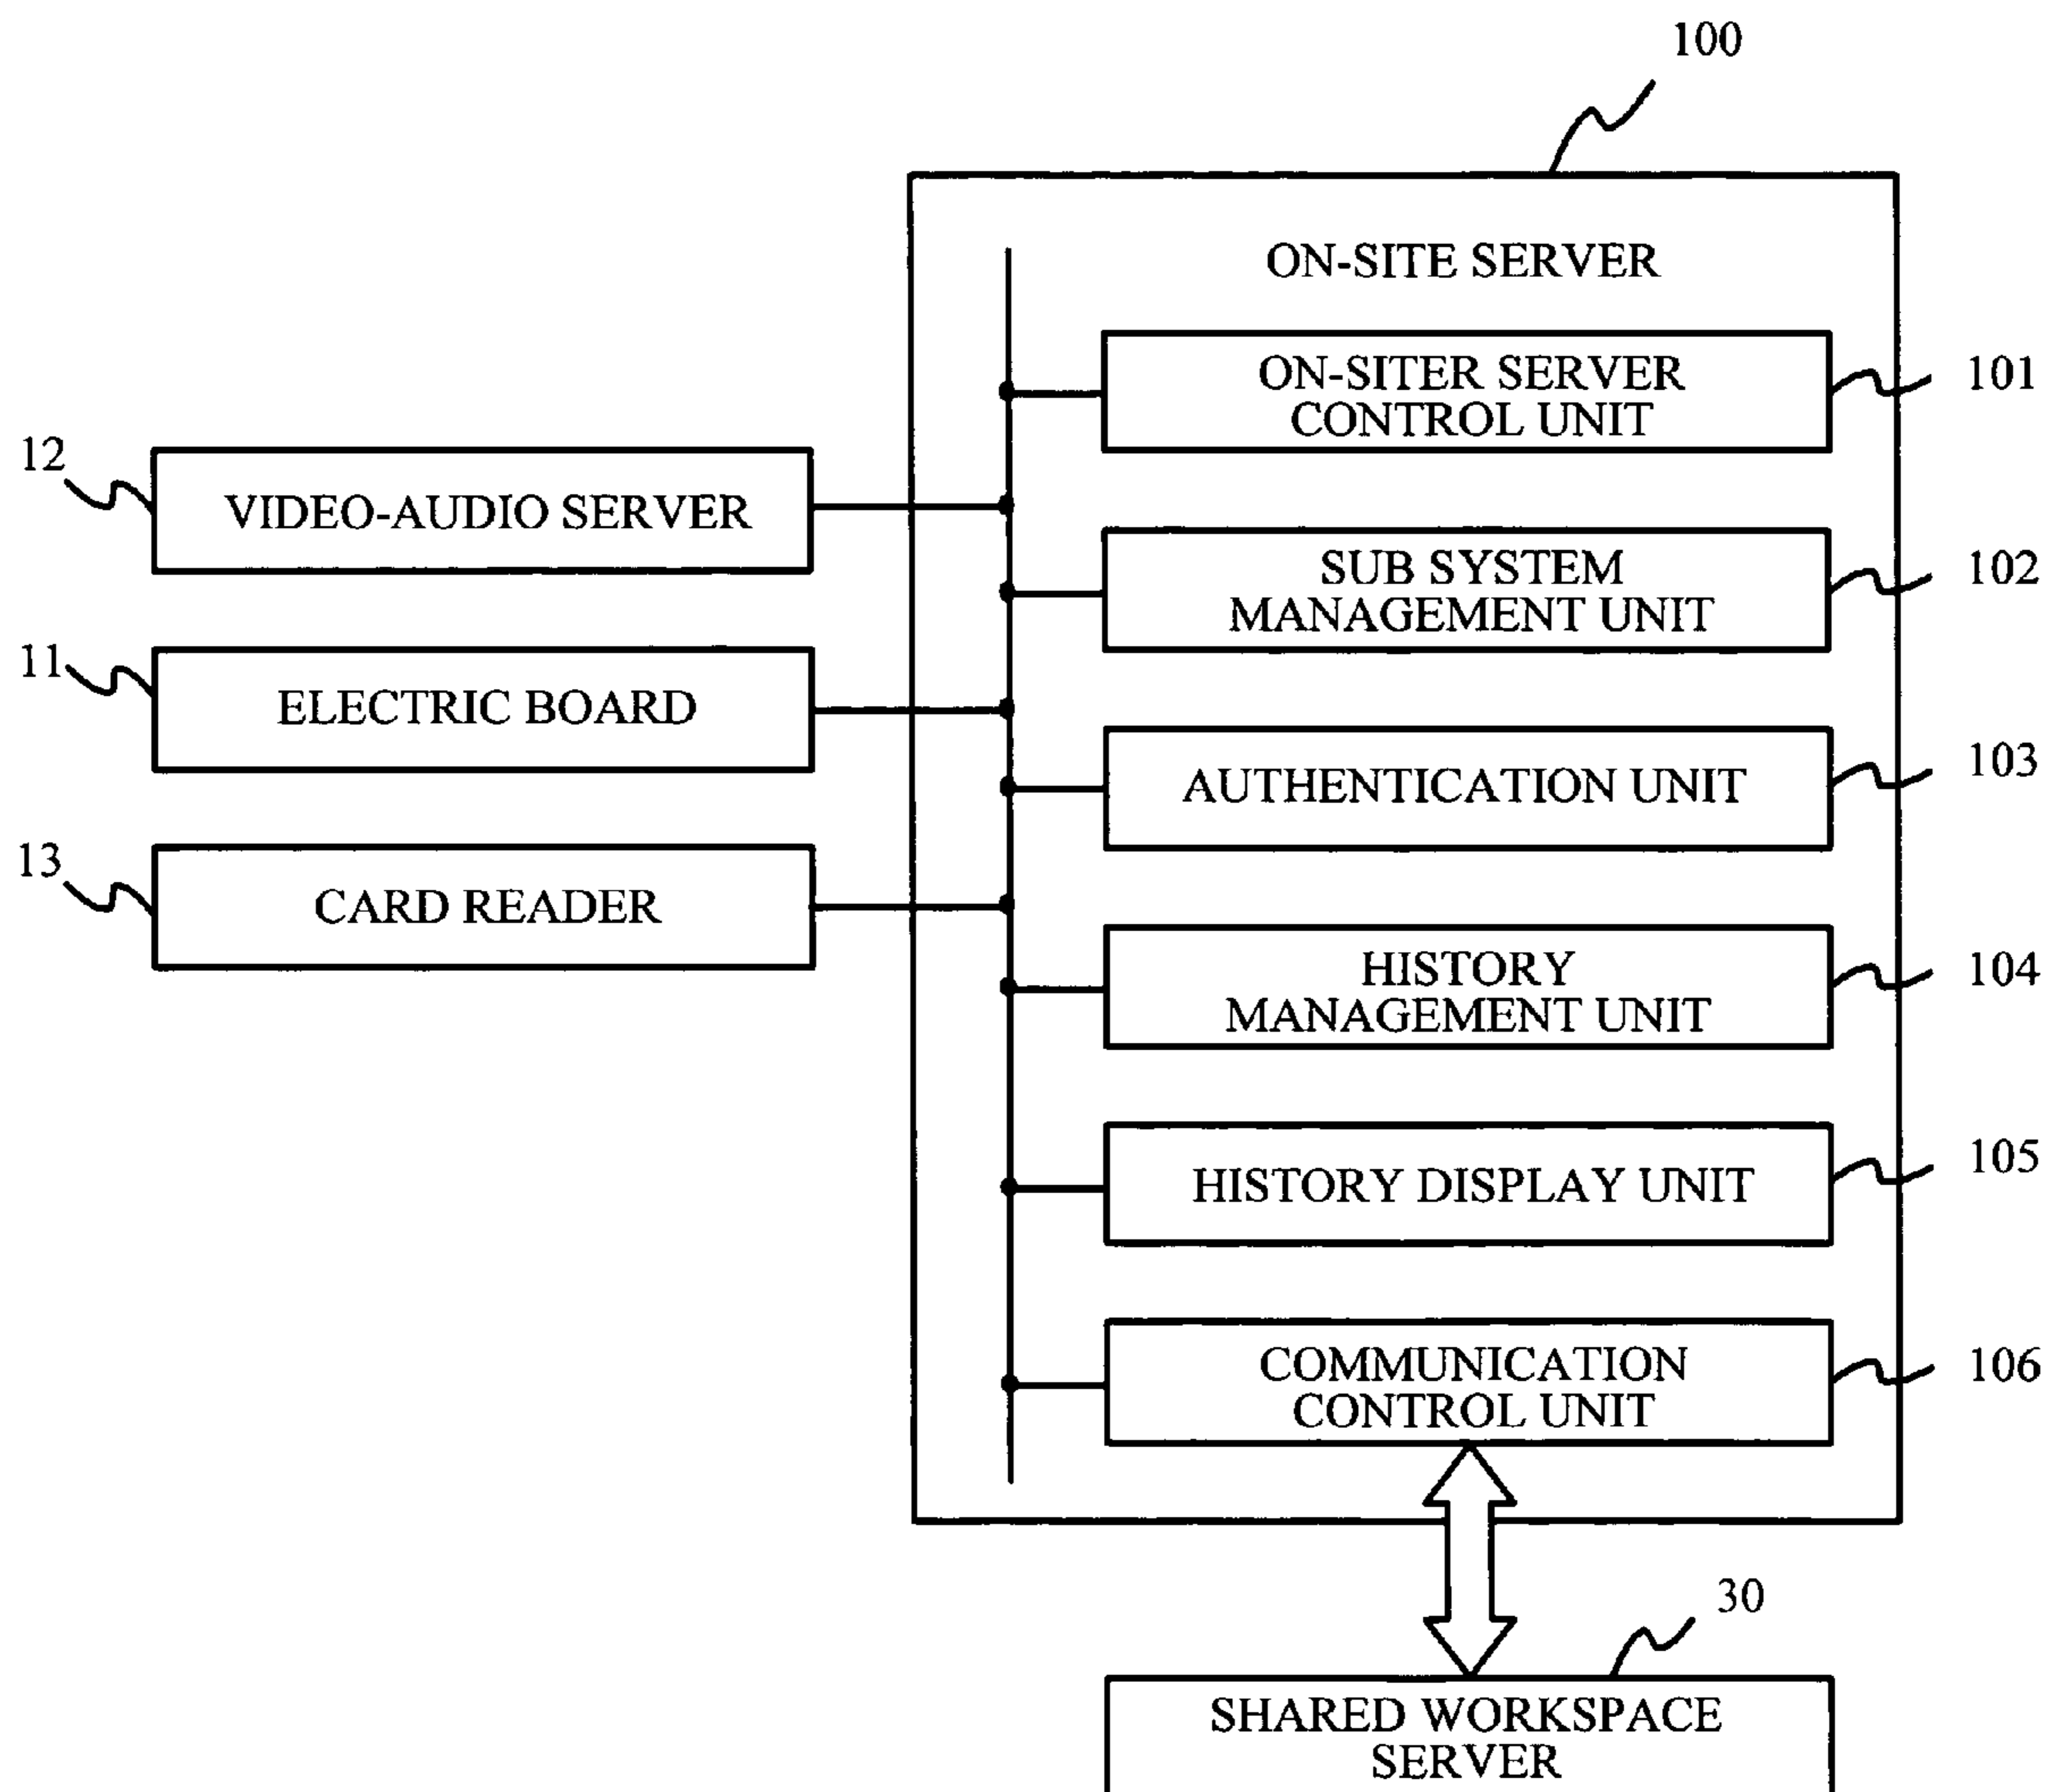 100
ON-SITE SERVER
ON-SITER SERVER
CONTROL UNIT
101
12
VIDEO-AUDIO SERVER
SUB SYSTEM
MANAGEMENT UNIT
102
11
ELECTRIC BOARD
AUTHENTICATION UNIT
103
13
CARD READER
HISTORY
MANAGEMENT UNIT
104
HISTORY DISPLAY UNIT
105
COMMUNICATION
CONTROL UNIT
106
30
SHARED WORKSPACE
SERVER